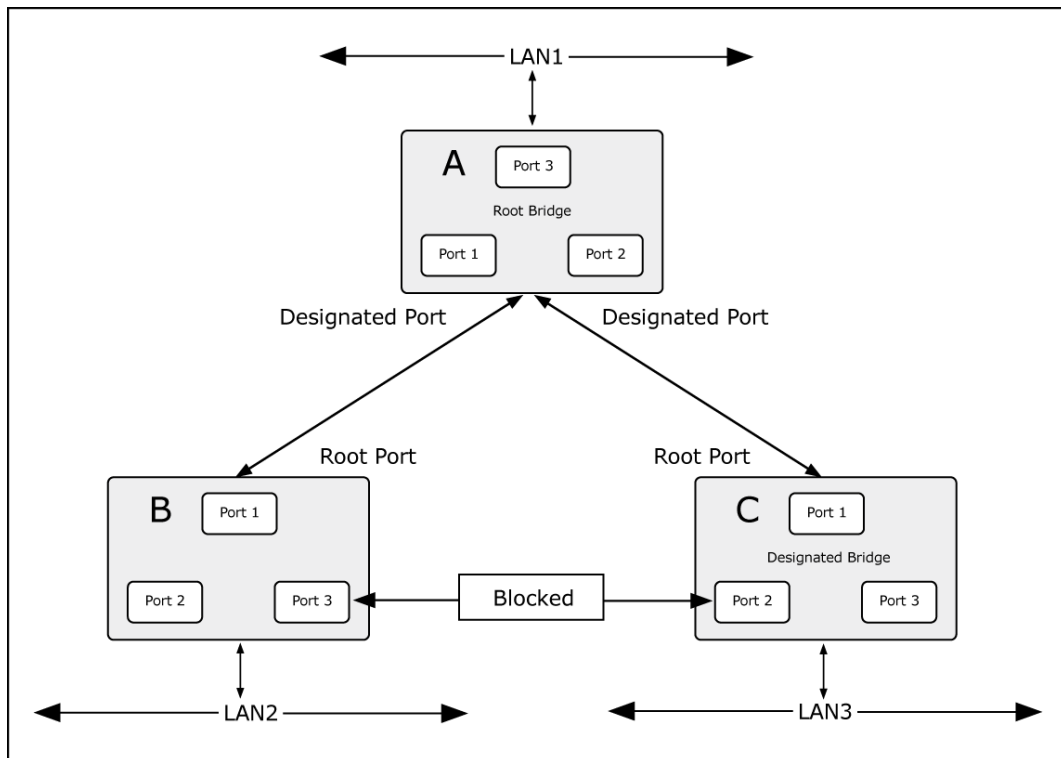 LAN1
A
Port 3
Root Bridge
Port 1
Port 2
Designated Port
Designated Port
Root Port
Root Port
B
Port 1
C
Port 1
Designated Bridge
Port 2
Port 3
Blocked
Port 2
Port 3
LAN2
LAN3